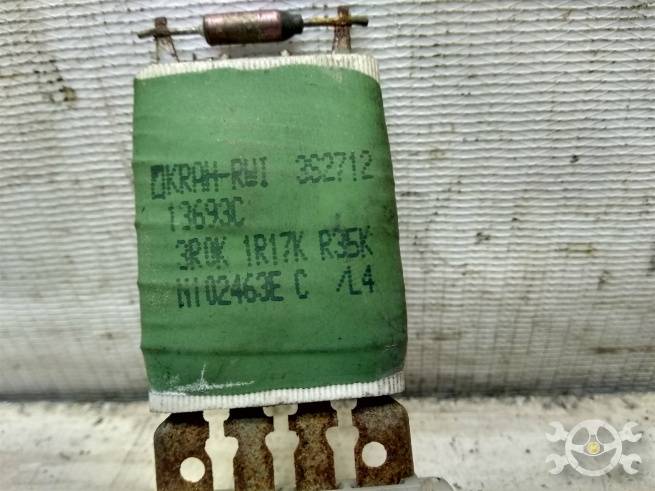 KRAH-RWI 3S2712
13693C
3R0K 1R17K R35K
N102463E C /L4